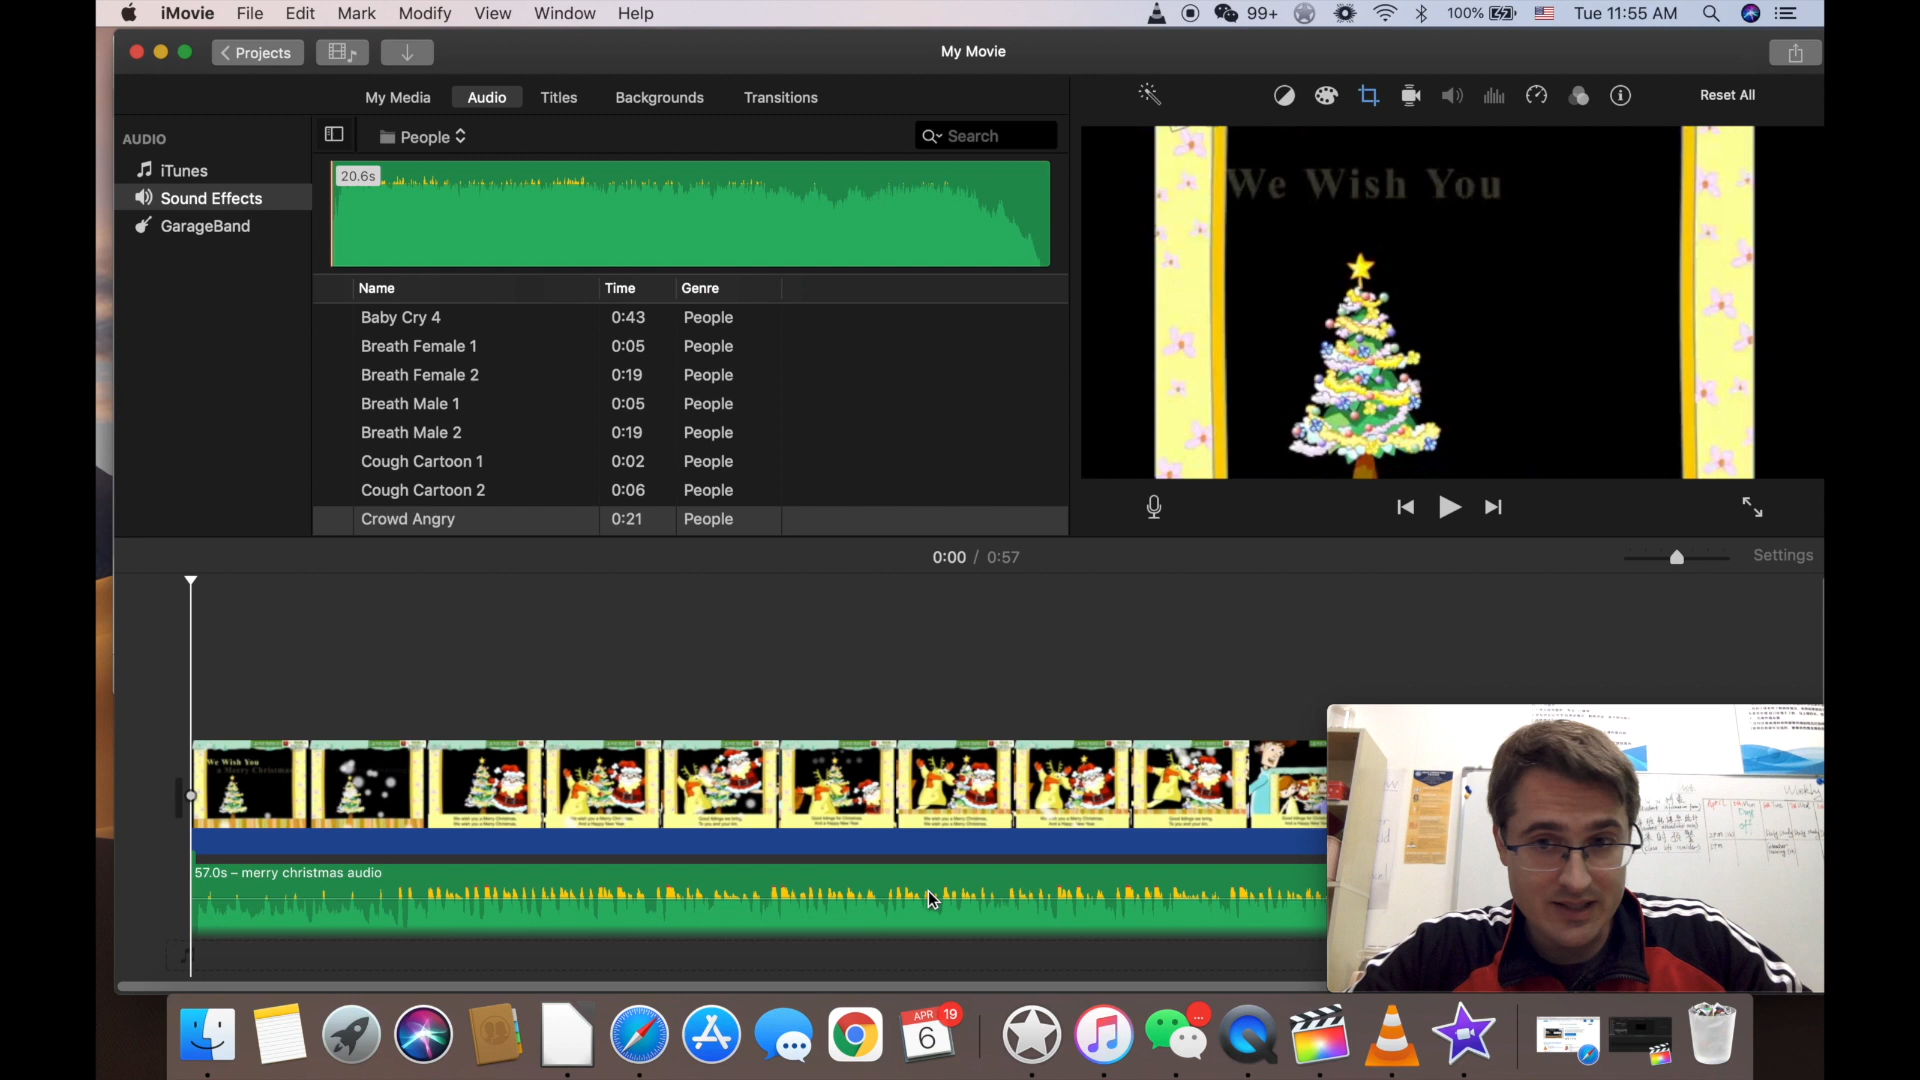 iMovie File Edit Mark Modify View Window Help
99+ 100% Tue 11:55 AM
Projects
My Movie
My Media Audio Titles Backgrounds Transitions
Reset All
AUDIO
iTunes
Sound Effects
GarageBand
People
Search
20.6s
Name Time Genre
Baby Cry 4 0:43 People
Breath Female 1 0:05 People
Breath Female 2 0:19 People
Breath Male 1 0:05 People
Breath Male 2 0:19 People
Cough Cartoon 1 0:02 People
Cough Cartoon 2 0:06 People
Crowd Angry 0:21 People
We Wish You
0:00 / 0:57
Settings
We Wish You
a Merry Christmas
57.0s – merry christmas audio
APR 19
6